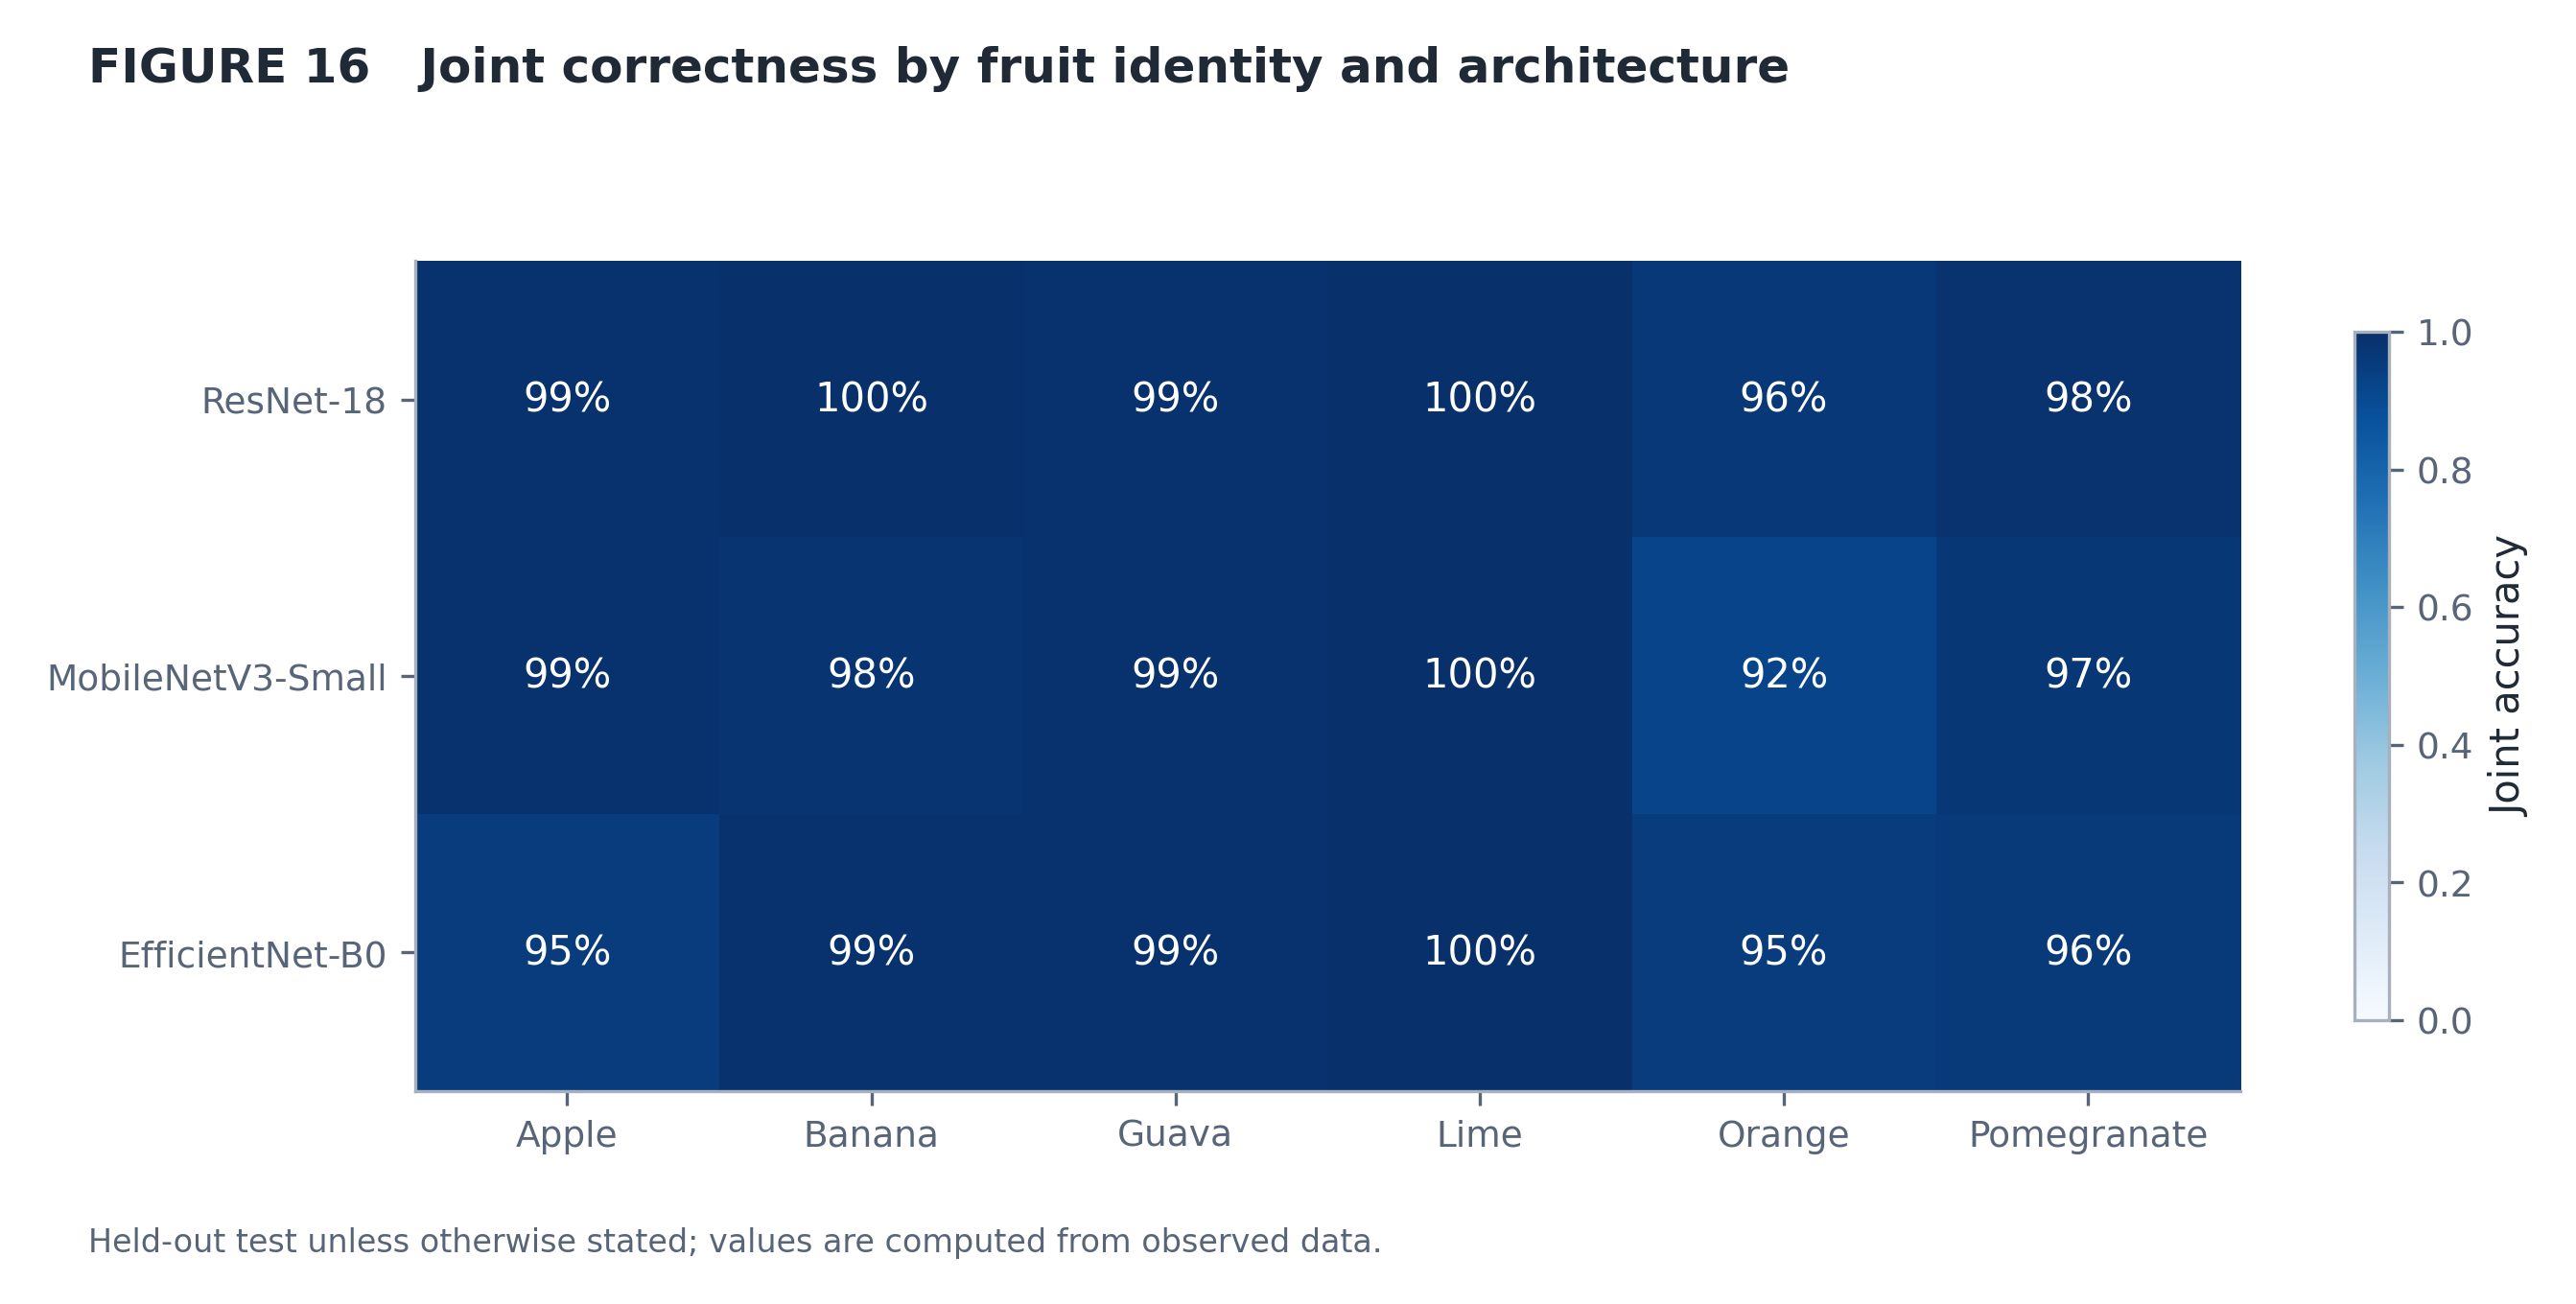 FIGURE 16 Joint correctness by fruit identity and architecture
ResNet-18 99% 100% 99% 100% 96% 98%
MobileNetV3-Small 99% 98% 99% 100% 92% 97%
EfficientNet-B0 95% 99% 99% 100% 95% 96%
Apple Banana Guava Lime Orange Pomegranate
1.0
0.8
0.6
0.4
0.2
0.0
Joint accuracy
Held-out test unless otherwise stated; values are computed from observed data.